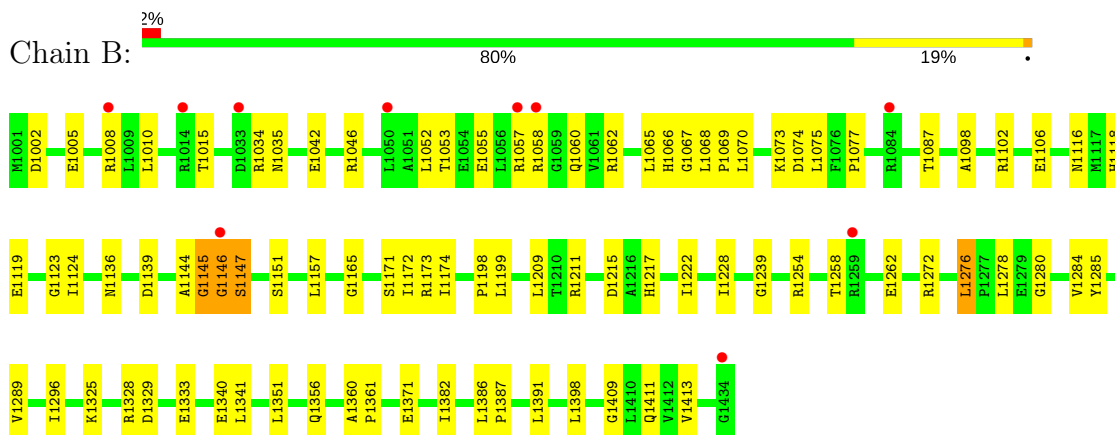 2%
Chain B:
80% 19% •
M1001 D1002 E1005 R1008 L1009 L1010 R1014 T1015 D1033 R1034 N1035 E1042 R1046 L1050 A1051 L1052 T1053 E1054 E1055 L1056 R1057 R1058 G1059 Q1060 V1061 R1062 L1065 H1066 G1067 L1068 P1069 L1070 K1073 D1074 L1075 F1076 P1077 R1084 T1087 A1098 R1102 E1106 N1116 M1117 H1118
E1119 G1123 I1124 N1136 D1139 A1144 G1145 G1146 S1147 S1151 L1157 G1165 S1171 I1172 R1173 I1174 P1198 L1199 L1209 T1210 R1211 D1215 A1216 H1217 I1222 I1228 G1239 R1254 T1258 R1259 E1262 R1272 L1276 P1277 L1278 E1279 G1280 V1284 Y1285
V1289 I1296 K1325 R1328 D1329 E1333 E1340 L1341 L1351 Q1356 A1360 P1361 E1371 I1382 L1386 P1387 L1391 L1398 G1409 L1410 Q1411 V1412 V1413 G1434